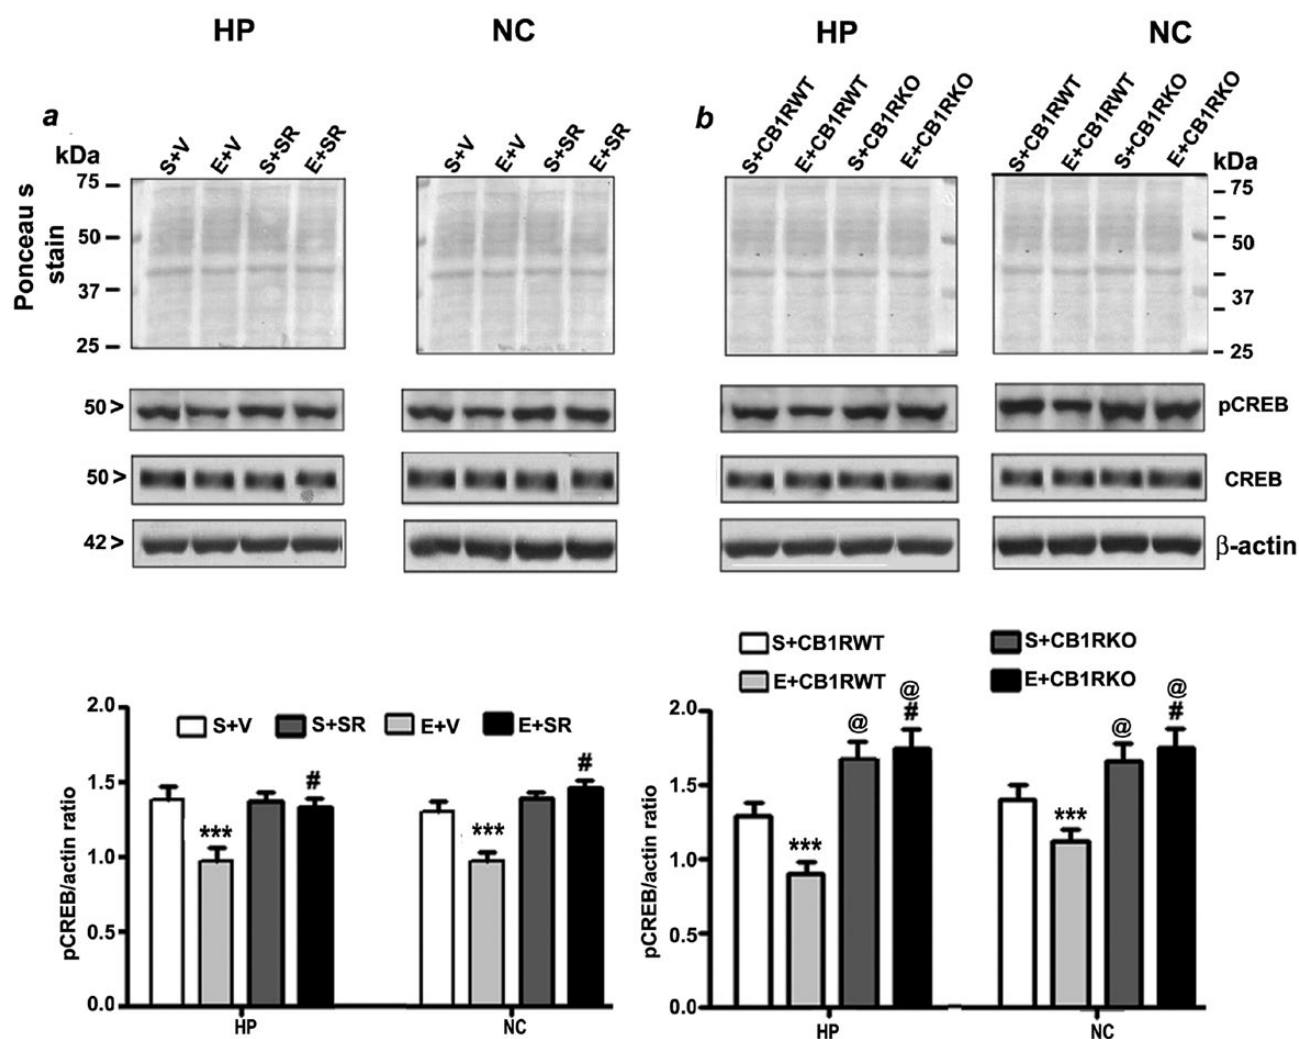 HP NC HP NC
a b
S+V E+V S+SR E+SR S+V E+V S+SR E+SR
S+CB1RWT E+CB1RWT S+CB1RKO E+CB1RKO S+CB1RWT E+CB1RWT S+CB1RKO E+CB1RKO
kDa kDa
Ponceau s
stain
75
50
37
25
75
50
37
25
50 > pCREB
50 > CREB
42 > β-actin
2.0
1.5
1.0
0.5
0.0
pCREB/actin ratio
S+V S+SR E+V E+SR
*** # *** #
HP NC
S+CB1RWT S+CB1RKO
E+CB1RWT E+CB1RKO
2.0
1.5
1.0
0.5
0.0
pCREB/actin ratio
*** @ @ # *** @ @ #
HP NC